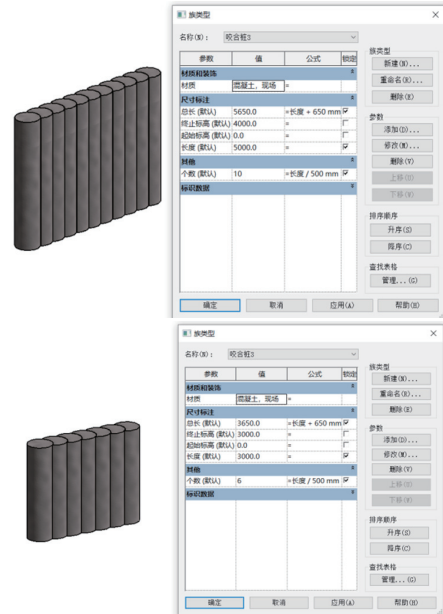 族类型
名称(N): 咬合桩3
参数 值 公式 锁定
材质和装饰
材质 混凝土, 现场 =
尺寸标注
总长 (默认) 5650.0 =长度 + 650 mm
终止标高 (默认) 4000.0 =
起始标高 (默认) 0.0 =
长度 (默认) 5000.0 =
其他
个数 (默认) 10 =长度 / 500 mm
标识数据
族类型
新建(N)...
重命名(R)...
删除(E)
参数
添加(D)...
修改(M)...
删除(V)
上移(U)
下移(W)
排序顺序
升序(S)
降序(C)
查找表格
管理...(G)
确定 取消 应用(A) 帮助(H)
族类型
名称(N): 咬合桩3
参数 值 公式 锁定
材质和装饰
材质 混凝土, 现场 =
尺寸标注
总长 (默认) 3650.0 =长度 + 650 mm
终止标高 (默认) 3000.0 =
起始标高 (默认) 0.0 =
长度 (默认) 3000.0 =
其他
个数 (默认) 6 =长度 / 500 mm
标识数据
族类型
新建(N)...
重命名(R)...
删除(E)
参数
添加(D)...
修改(M)...
删除(V)
上移(U)
下移(W)
排序顺序
升序(S)
降序(C)
查找表格
管理...(G)
确定 取消 应用(A) 帮助(H)